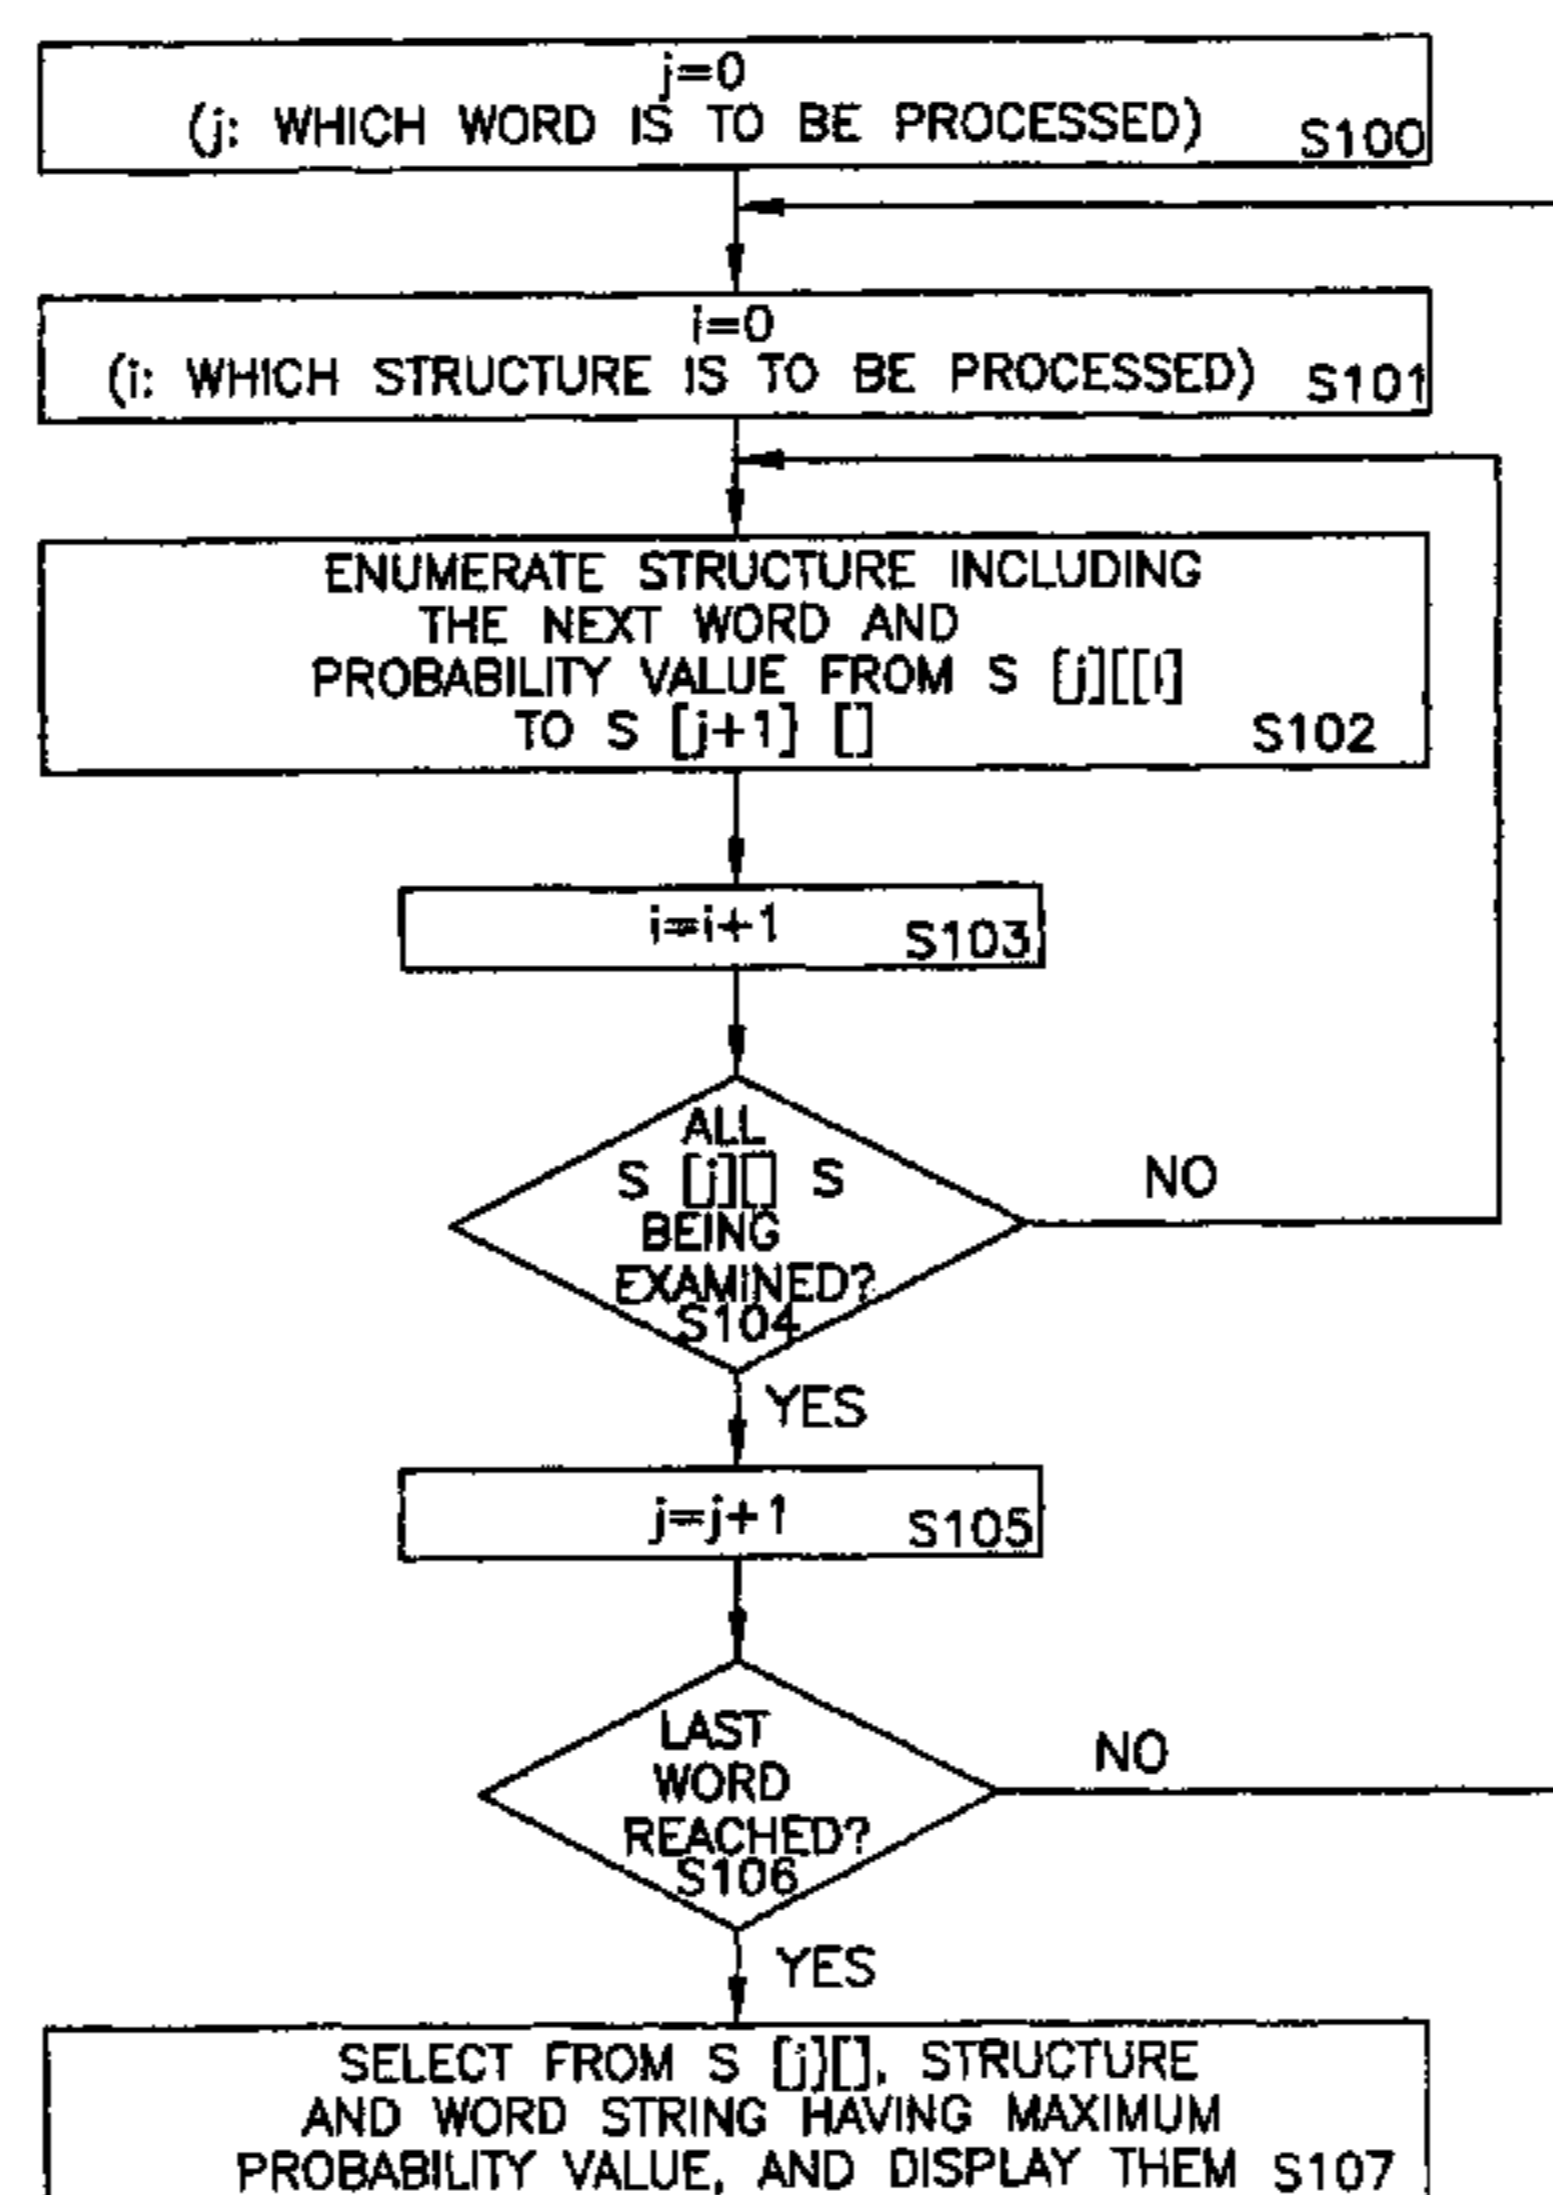 j=0
(j: WHICH WORD IS TO BE PROCESSED) S100
i=0
(i: WHICH STRUCTURE IS TO BE PROCESSED) S101
ENUMERATE STRUCTURE INCLUDING
THE NEXT WORD AND
PROBABILITY VALUE FROM S [j][[i]
TO S [j+1} []
S102
i=i+1 S103
ALL
S [j][] S
BEING
EXAMINED?
S104
NO
YES
j=j+1 S105
LAST
WORD
REACHED?
S106
NO
YES
SELECT FROM S [j}[], STRUCTURE
AND WORD STRING HAVING MAXIMUM
PROBABILITY VALUE, AND DISPLAY THEM S107